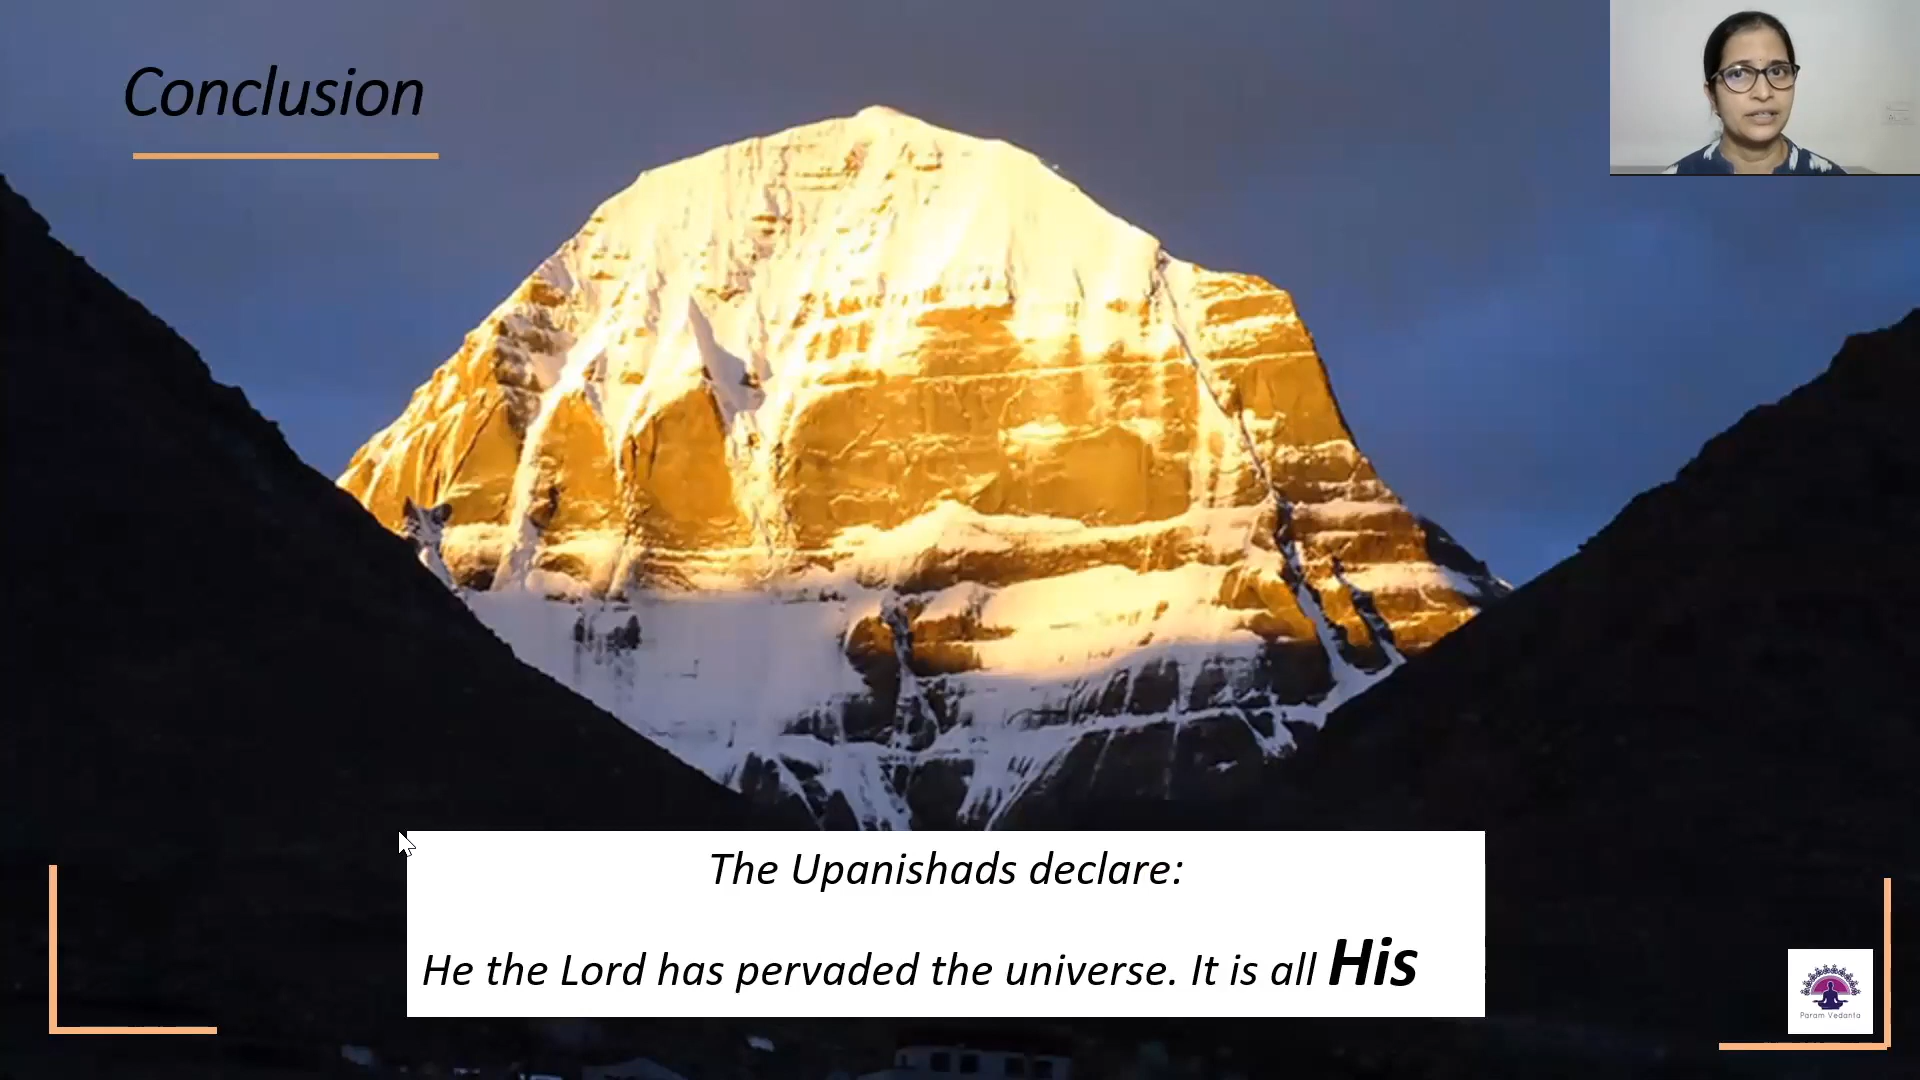 Conclusion
The Upanishads declare:
He the Lord has pervaded the universe. It is all His
Param Vedanta